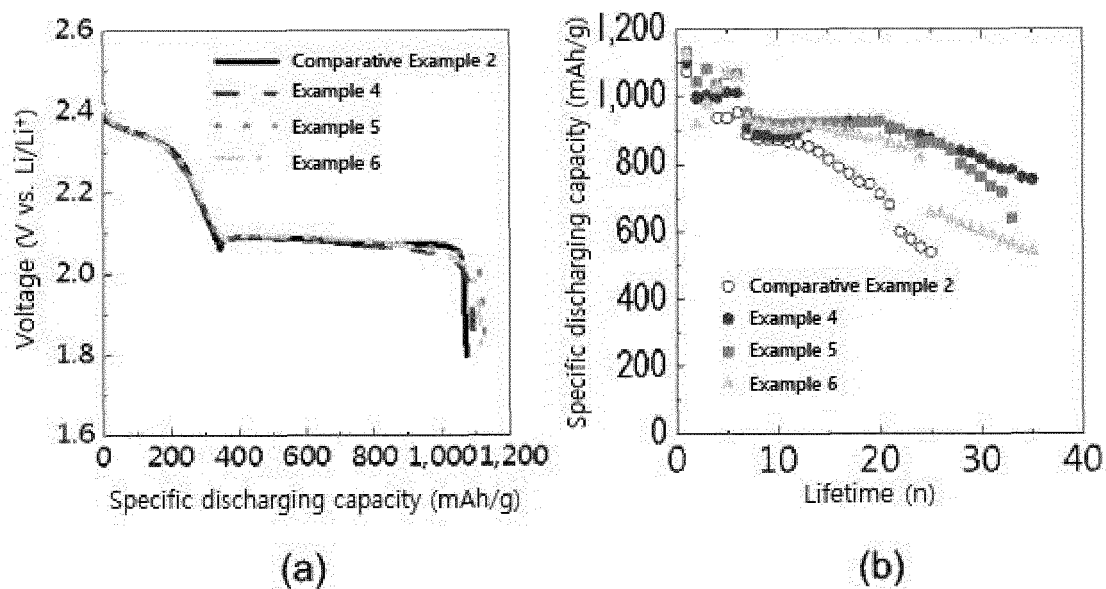 2.6
2.4
2.2
2.0
1.8
1.6
Voltage (V vs. Li/Li⁺)
Comparative Example 2
Example 4
Example 5
Example 6
0 200 400 600 800 1,000 1,200
Specific discharging capacity (mAh/g)
(a)
1,200
1,000
800
600
400
200
0
Specific discharging capacity (mAh/g)
Comparative Example 2
Example 4
Example 5
Example 6
0 10 20 30 40
Lifetime (n)
(b)